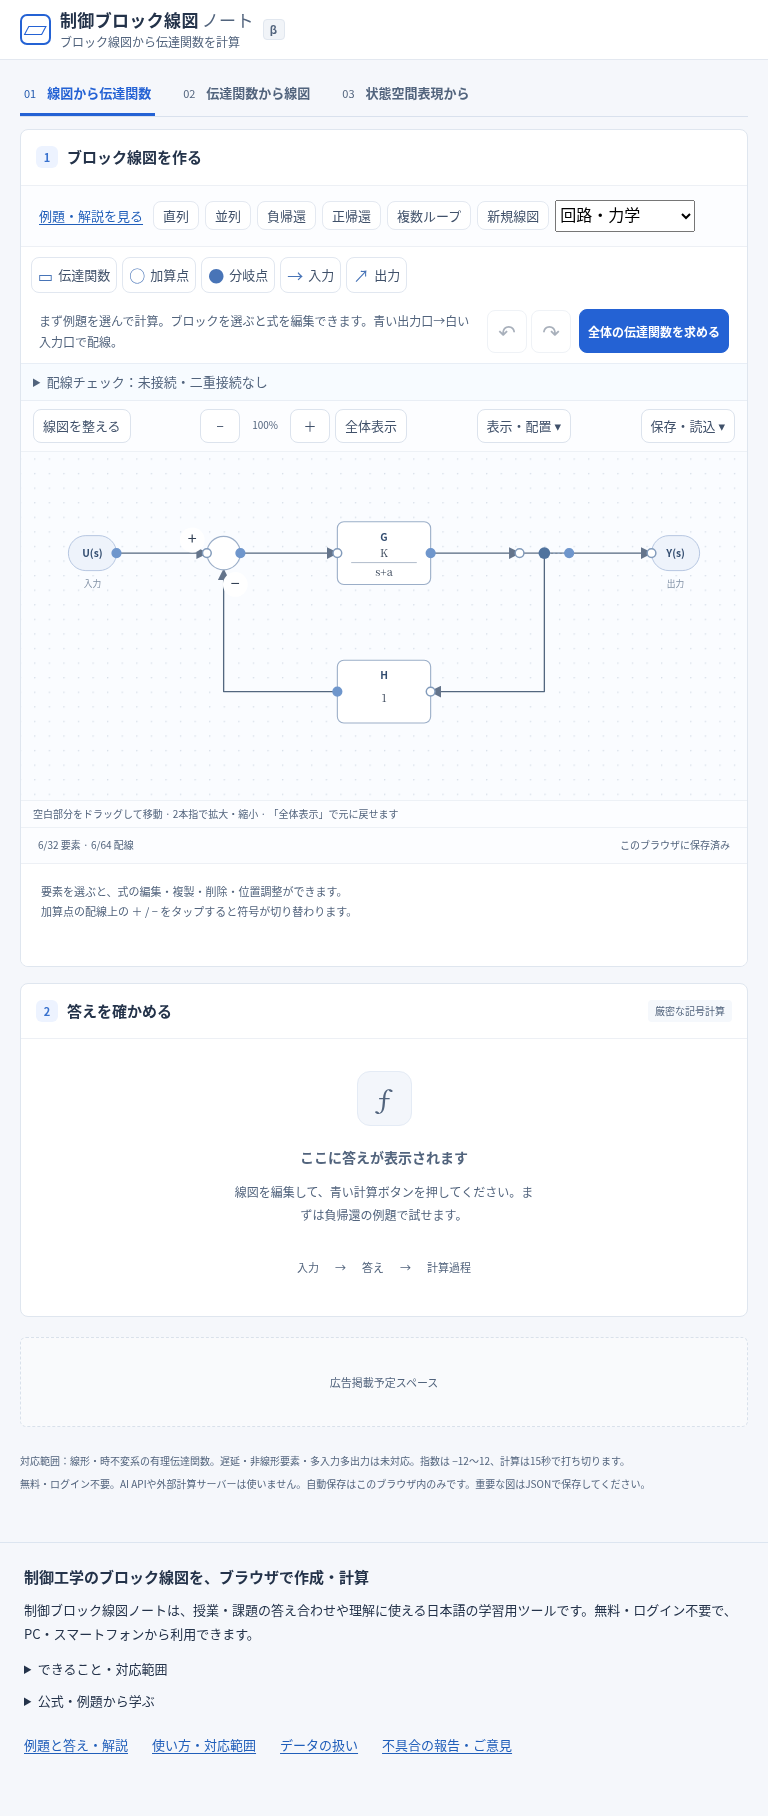 制御ブロック線図 ノート
ブロック線図から伝達関数を計算
β
01 線図から伝達関数
02 伝達関数から線図
03 状態空間表現から
1 ブロック線図を作る
例題・解説を見る 直列 並列 負帰還 正帰還 複数ループ 新規線図 回路・力学
▭ 伝達関数 ◯ 加算点 ● 分岐点 → 入力 ↗ 出力
まず例題を選んで計算。ブロックを選ぶと式を編集できます。青い出力口→白い
入力口で配線。
↶ ↷ 全体の伝達関数を求める
▶ 配線チェック：未接続・二重接続なし
線図を整える − 100% ＋ 全体表示 表示・配置 ▾ 保存・読込 ▾
U(s)
入力
+
−
G
K
s+a
Y(s)
出力
H
1
空白部分をドラッグして移動 · 2本指で拡大・縮小 · 「全体表示」で元に戻せます
6/32 要素 · 6/64 配線
このブラウザに保存済み
要素を選ぶと、式の編集・複製・削除・位置調整ができます。
加算点の配線上の ＋ / − をタップすると符号が切り替わります。
2 答えを確かめる
厳密な記号計算
ƒ
ここに答えが表示されます
線図を編集して、青い計算ボタンを押してください。ま
ずは負帰還の例題で試せます。
入力 → 答え → 計算過程
広告掲載予定スペース
対応範囲：線形・時不変系の有理伝達関数。遅延・非線形要素・多入力多出力は未対応。指数は −12〜12、計算は15秒で打ち切ります。
無料・ログイン不要。AI APIや外部計算サーバーは使いません。自動保存はこのブラウザ内のみです。重要な図はJSONで保存してください。
制御工学のブロック線図を、ブラウザで作成・計算
制御ブロック線図ノートは、授業・課題の答え合わせや理解に使える日本語の学習用ツールです。無料・ログイン不要で、
PC・スマートフォンから利用できます。
▶ できること・対応範囲
▶ 公式・例題から学ぶ
例題と答え・解説 使い方・対応範囲 データの扱い 不具合の報告・ご意見